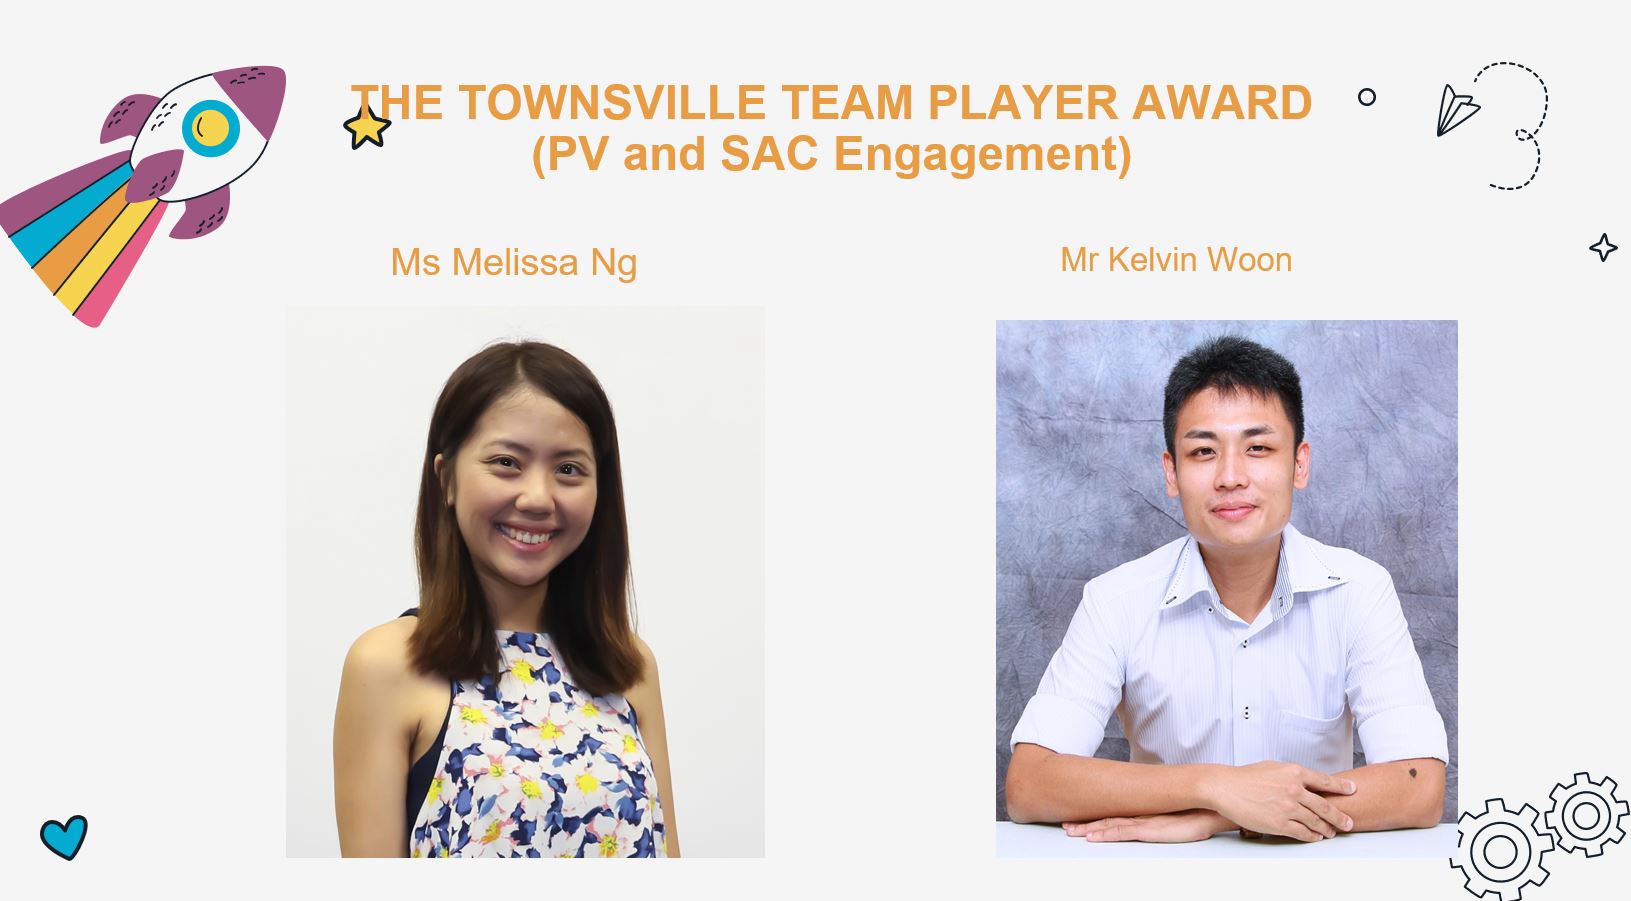 THE TOWNSVILLE TEAM PLAYER AWARD
(PV and SAC Engagement)
Ms Melissa Ng
Mr Kelvin Woon